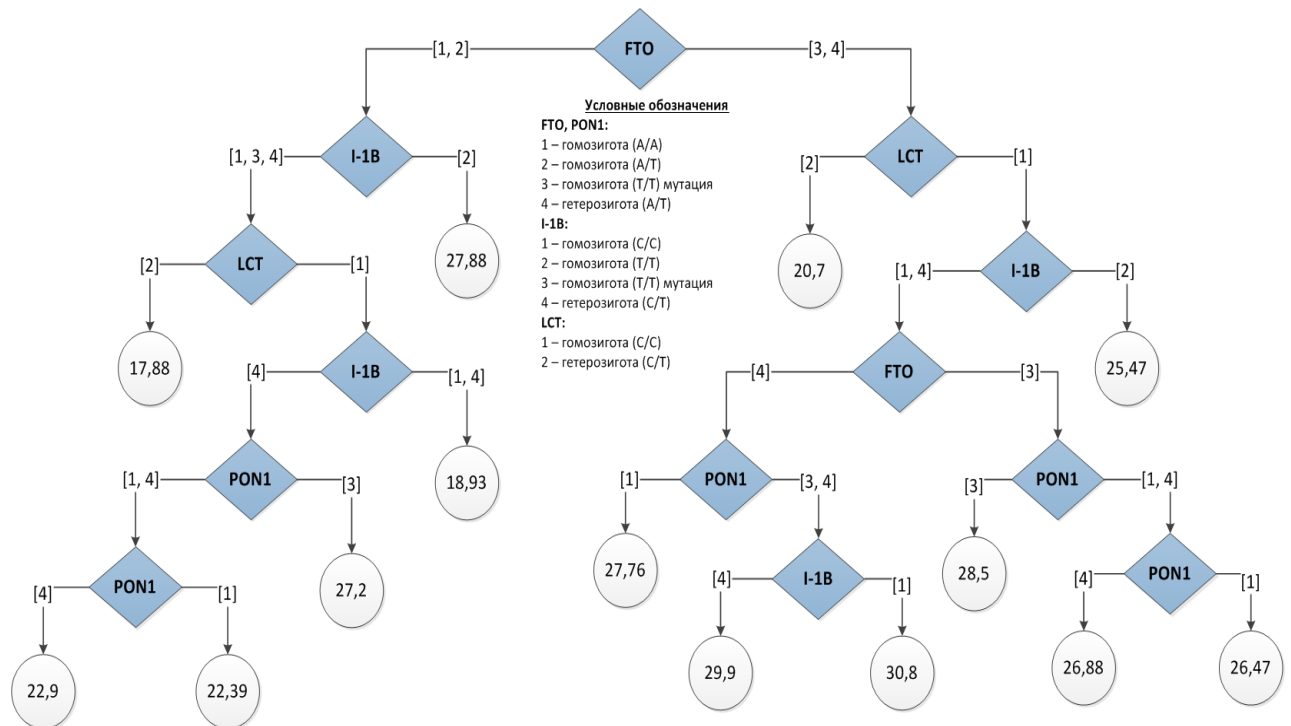 [1, 2] FTO [3, 4]
Условные обозначения
FTO, PON1:
1 – гомозигота (А/А)
2 – гомозигота (А/Т)
3 – гомозигота (Т/Т) мутация
4 – гетерозигота (А/Т)
I-1B:
1 – гомозигота (С/С)
2 – гомозигота (Т/Т)
3 – гомозигота (Т/Т) мутация
4 – гетерозигота (С/Т)
LCT:
1 – гомозигота (С/С)
2 – гетерозигота (С/Т)
[1, 3, 4] I-1B [2]
[2] LCT [1]
27,88
20,7
[2] LCT [1]
[1, 4] I-1B [2]
17,88
[4] I-1B [1, 4]
[4] FTO [3]
25,47
18,93
[1, 4] PON1 [3]
[1] PON1 [3, 4]
[3] PON1 [1, 4]
27,2
27,76
28,5
[4] PON1 [1]
[4] I-1B [1]
[4] PON1 [1]
22,9
22,39
29,9
30,8
26,88
26,47